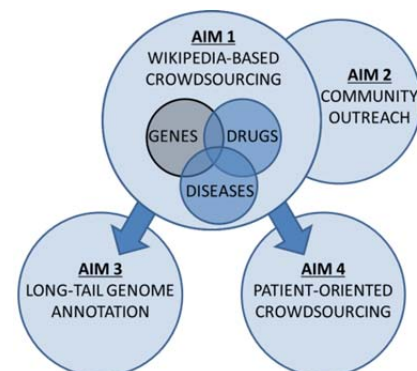 AIM 1
WIKIPEDIA-BASED
CROWDSOURCING
GENES
DRUGS
DISEASES
AIM 2
COMMUNITY
OUTREACH
AIM 3
LONG-TAIL GENOME
ANNOTATION
AIM 4
PATIENT-ORIENTED
CROWDSOURCING